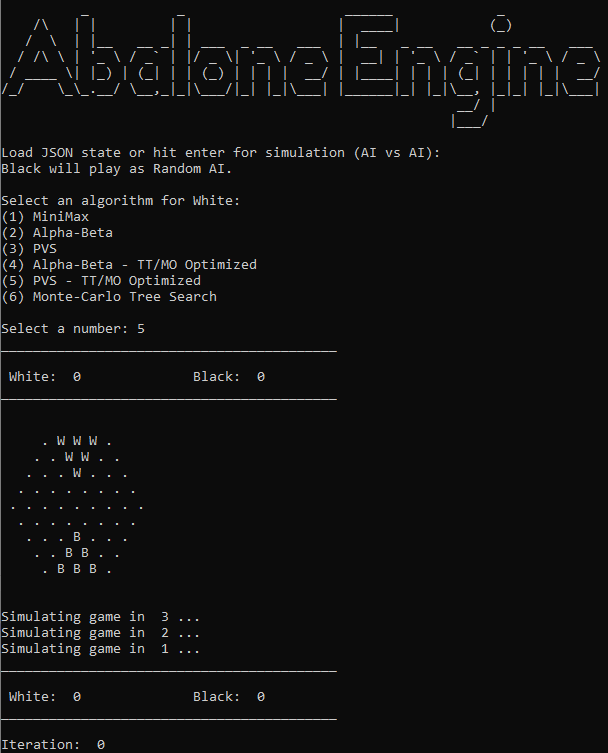 AbaloneEngine
Load JSON state or hit enter for simulation (AI vs AI):
Black will play as Random AI.
Select an algorithm for White:
(1) MiniMax
(2) Alpha-Beta
(3) PVS
(4) Alpha-Beta - TT/MO Optimized
(5) PVS - TT/MO Optimized
(6) Monte-Carlo Tree Search
Select a number: 5
White:  0              Black:  0
. W W W .
. . W W . .
. . . W . . .
. . . . . . . .
. . . . . . . . .
. . . . . . . .
. . . B . . .
. . B B . .
. B B B .
Simulating game in  3 ...
Simulating game in  2 ...
Simulating game in  1 ...
White:  0              Black:  0
Iteration:  0